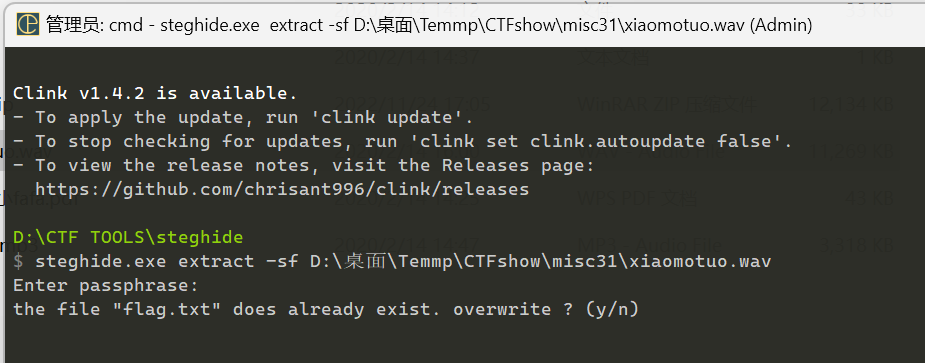 管理员: cmd - steghide.exe  extract -sf D:\桌面\Temmp\CTFshow\misc31\xiaomotuo.wav (Admin)
Clink v1.4.2 is available.
- To apply the update, run 'clink update'.
- To stop checking for updates, run 'clink set clink.autoupdate false'.
- To view the release notes, visit the Releases page:
  https://github.com/chrisant996/clink/releases
D:\CTF TOOLS\steghide
$ steghide.exe extract -sf D:\桌面\Temmp\CTFshow\misc31\xiaomotuo.wav
Enter passphrase:
the file "flag.txt" does already exist. overwrite ? (y/n)